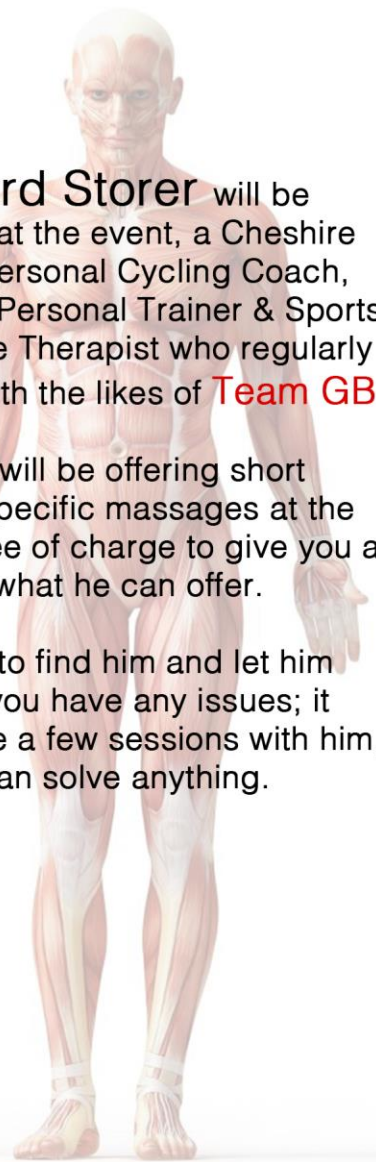 rd Storer will be
at the event, a Cheshire
ersonal Cycling Coach,
Personal Trainer & Sports
e Therapist who regularly
th the likes of Team GB
will be offering short
pecific massages at the
ee of charge to give you a
what he can offer.
to find him and let him
you have any issues; it
e a few sessions with him
an solve anything.